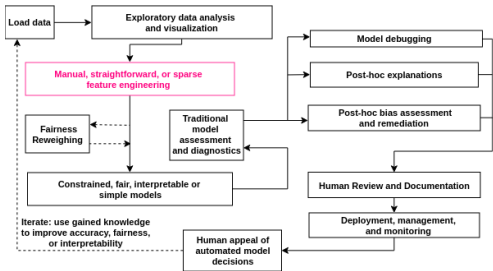 Load data
Exploratory data analysis
and visualization
Manual, straightforward, or sparse
feature engineering
Fairness
Reweighing
Constrained, fair, interpretable or
simple models
Traditional
model
assessment
and diagnostics
Model debugging
Post-hoc explanations
Post-hoc bias assessment
and remediation
Human Review and Documentation
Deployment, management,
and monitoring
Human appeal of
automated model
decisions
Iterate: use gained knowledge
to improve accuracy, fairness,
or interpretability